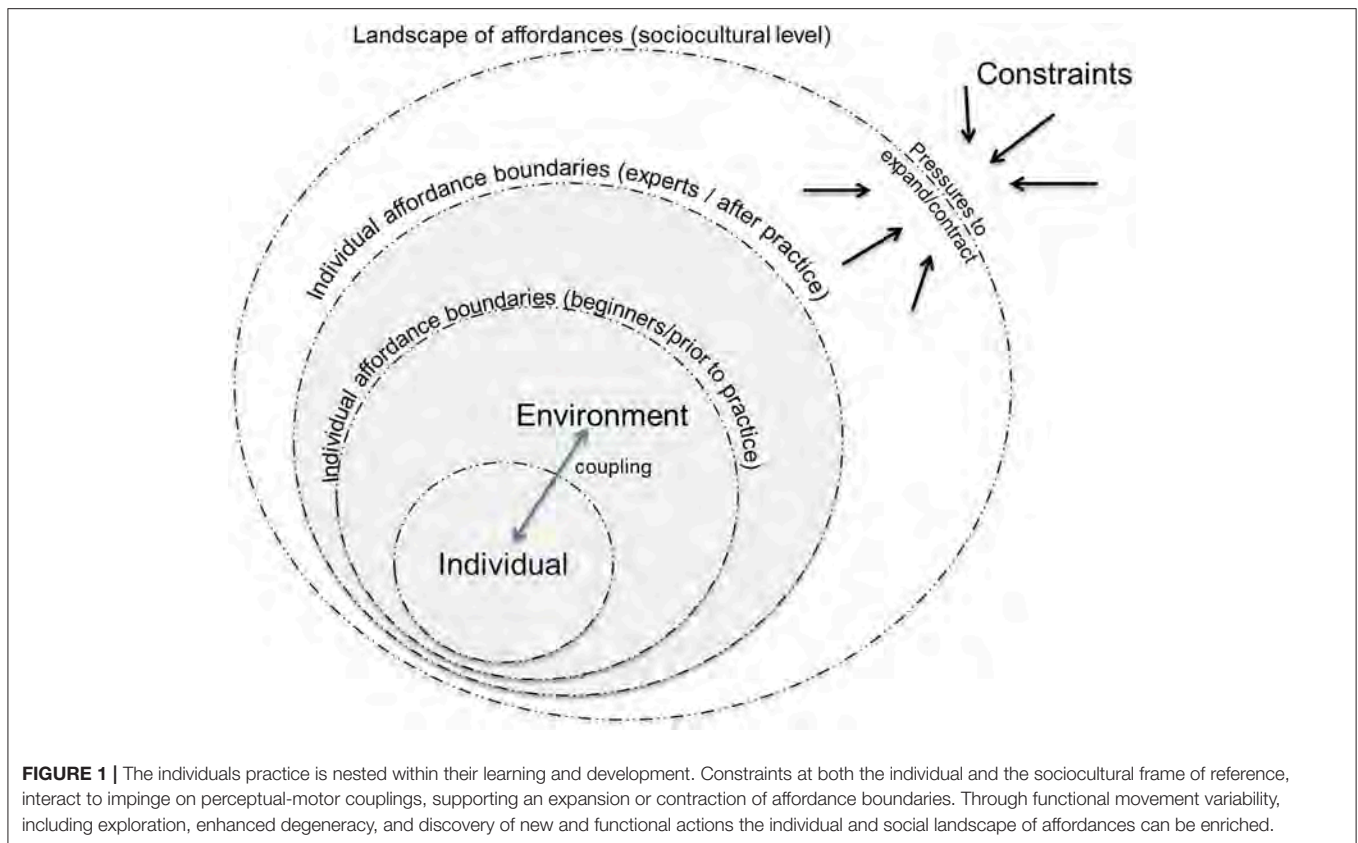 Landscape of affordances (sociocultural level)
Constraints
Pressures to
expand/contract
Individual affordance boundaries (experts / after practice)
Individual affordance boundaries (beginners/prior to practice)
Environment
coupling
Individual
FIGURE 1 | The individuals practice is nested within their learning and development. Constraints at both the individual and the sociocultural frame of reference,
interact to impinge on perceptual-motor couplings, supporting an expansion or contraction of affordance boundaries. Through functional movement variability,
including exploration, enhanced degeneracy, and discovery of new and functional actions the individual and social landscape of affordances can be enriched.